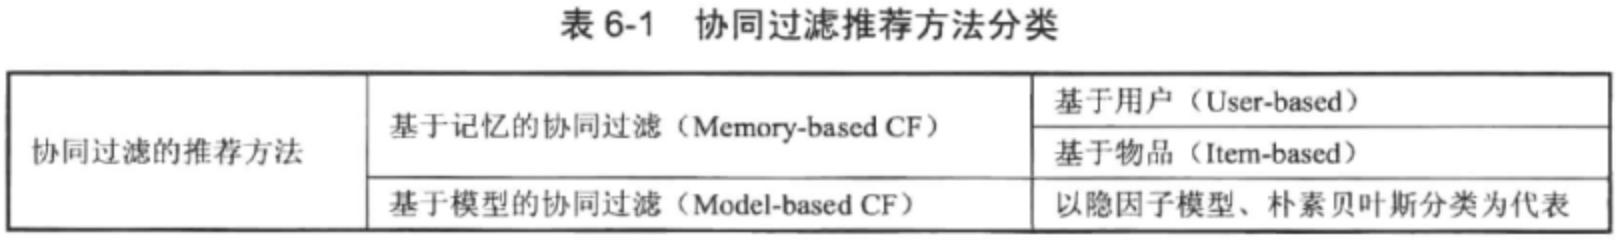 表 6-1 协同过滤推荐方法分类
协同过滤的推荐方法
基于记忆的协同过滤（Memory-based CF）
基于用户（User-based）
基于物品（Item-based）
基于模型的协同过滤（Model-based CF）
以隐因子模型、朴素贝叶斯分类为代表